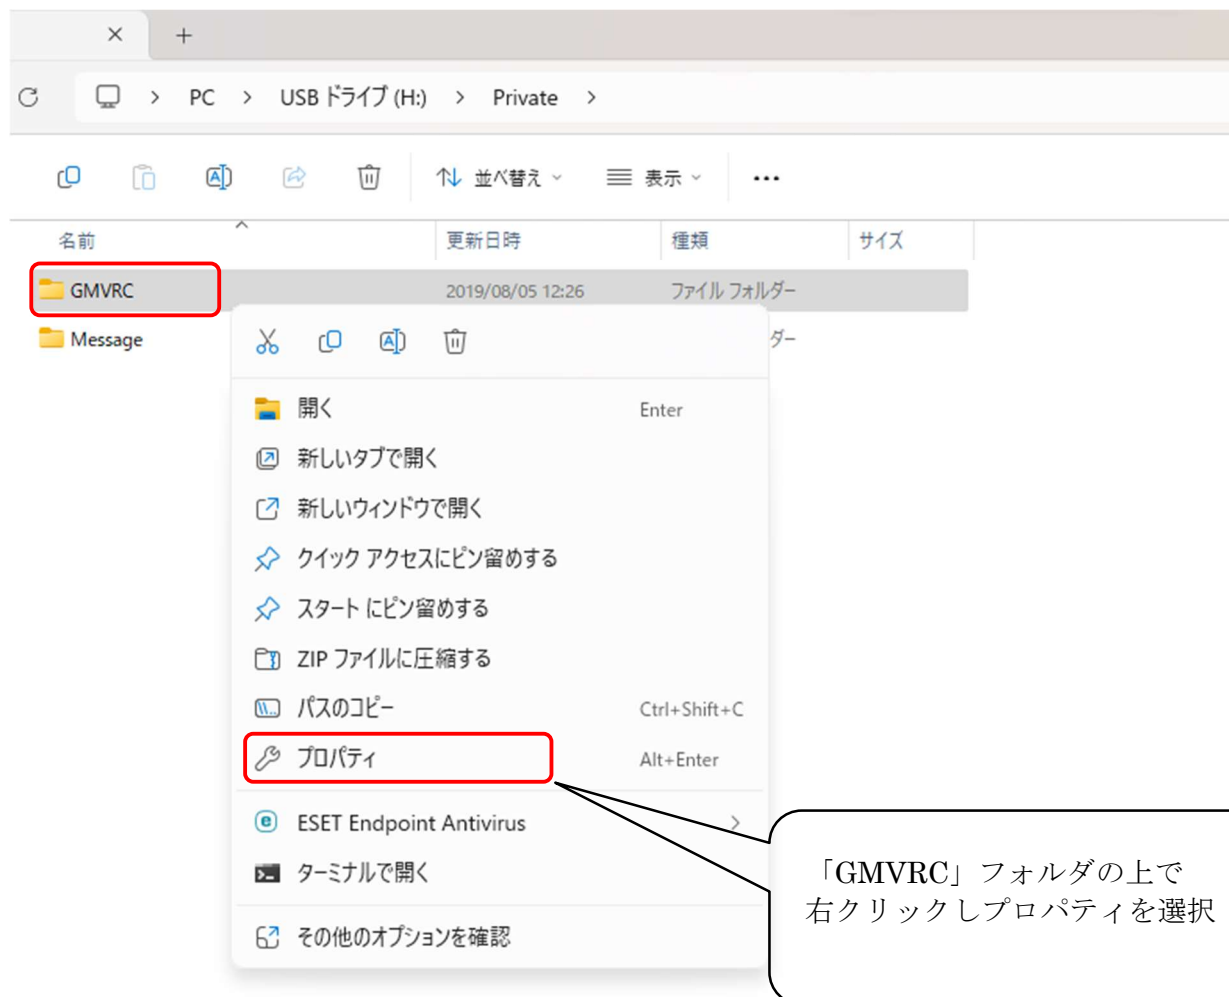 PC > USB ドライブ (H:) > Private >
並べ替え 表示
名前 更新日時 種類 サイズ
GMVRC 2019/08/05 12:26 ファイル フォルダー
Message ダー
開く Enter
新しいタブで開く
新しいウィンドウで開く
クイック アクセスにピン留めする
スタート にピン留めする
ZIP ファイルに圧縮する
パスのコピー Ctrl+Shift+C
プロパティ Alt+Enter
ESET Endpoint Antivirus
ターミナルで開く
その他のオプションを確認
「GMVRC」フォルダの上で
右クリックしプロパティを選択